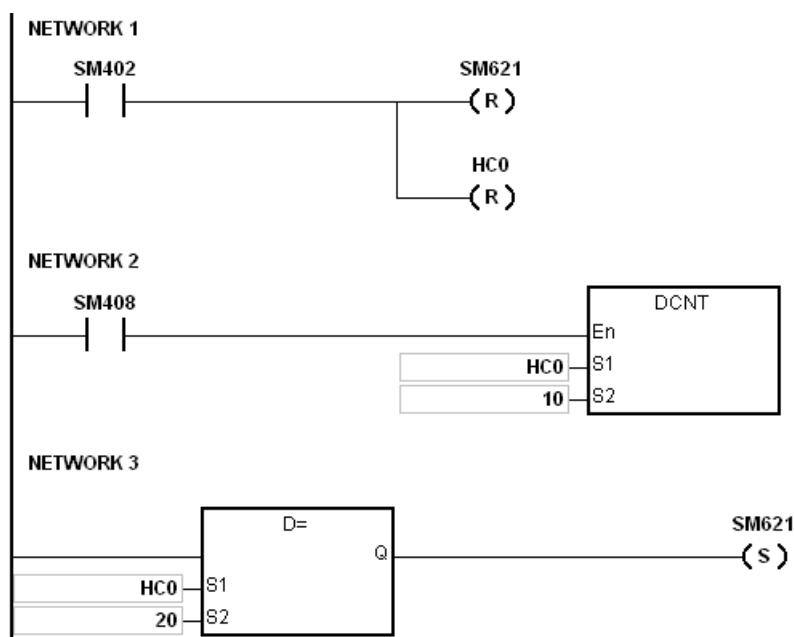 NETWORK 1
SM402 SM621
( R )
HC0
( R )
NETWORK 2
SM408
DCNT
En
HC0 S1
10 S2
NETWORK 3
D=
SM621
Q ( S )
HC0 S1
20 S2